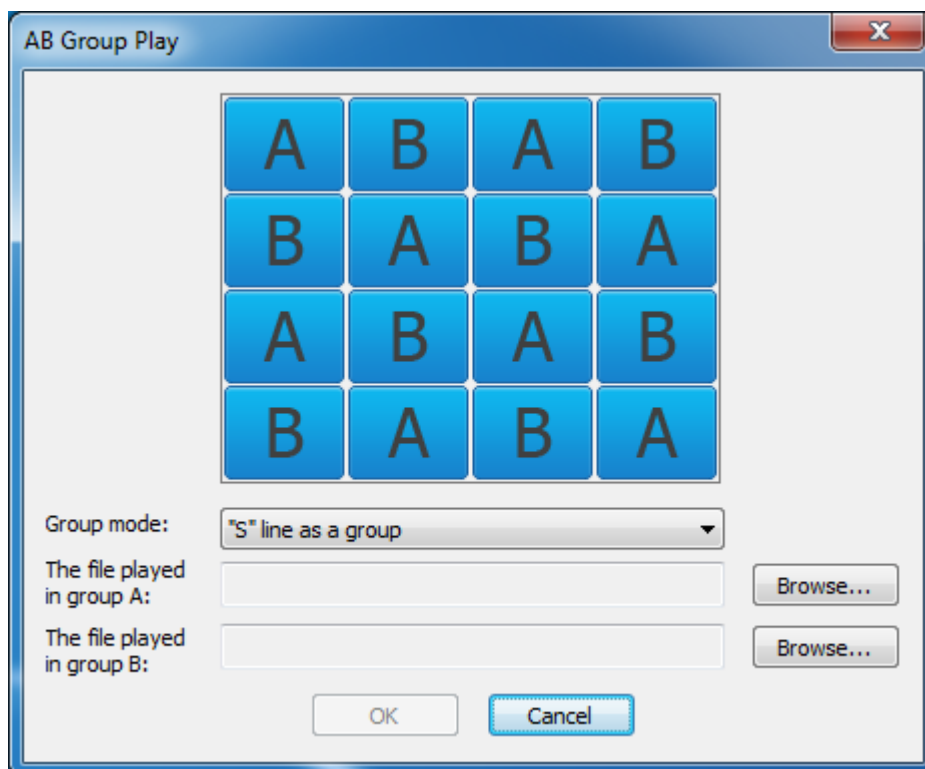 AB Group Play
A B A B
B A B A
A B A B
B A B A
Group mode:
"S" line as a group
The file played
in group A:
Browse...
The file played
in group B:
Browse...
OK
Cancel